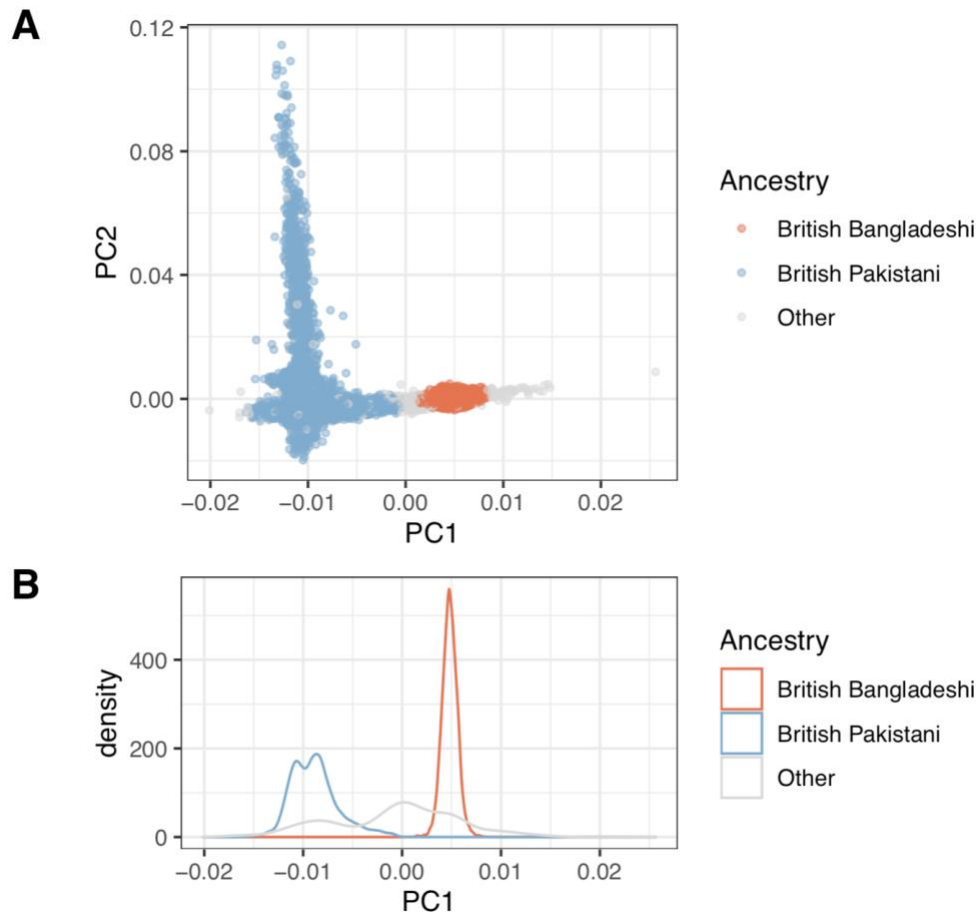 A
0.12
0.08
0.04
0.00
PC2
−0.02
−0.01
0.00
0.01
0.02
PC1
Ancestry
British Bangladeshi
British Pakistani
Other
B
400
200
0
density
−0.02
−0.01
0.00
0.01
0.02
PC1
Ancestry
British Bangladeshi
British Pakistani
Other